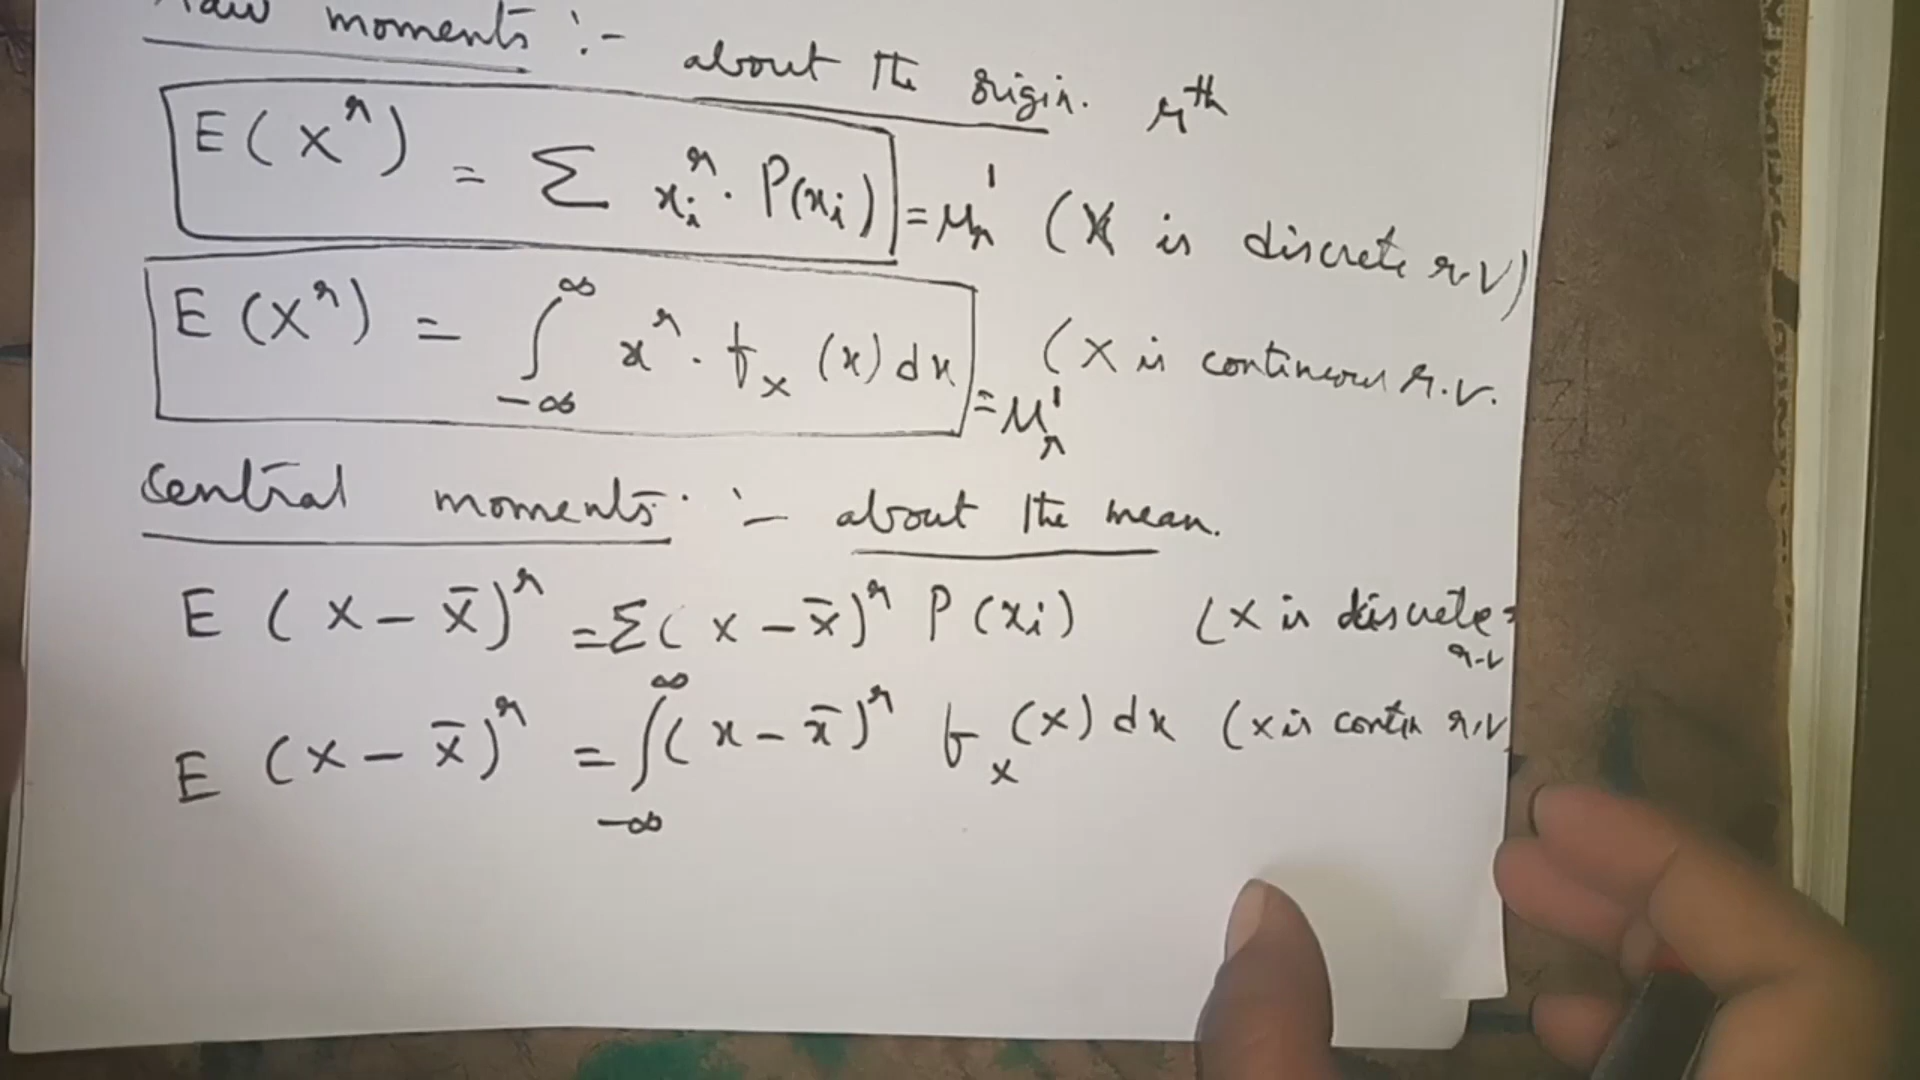 Raw moments :- about the origin. rth
E(X^r) = Σ x_i^r . P(x_i) = μ_r' (X is discrete r.v)
E(X^r) = ∫_{-∞}^{∞} x^r . f_X (x) dx = μ_r' (X is continuous r.v.
Central moments :- about the mean.
E (X - x̄)^r = Σ (x - x̄)^r P(x_i) (X is discrete r.v
E (X - x̄)^r = ∫_{-∞}^{∞} (x - x̄)^r f_X (x) dx (X is contin r.v